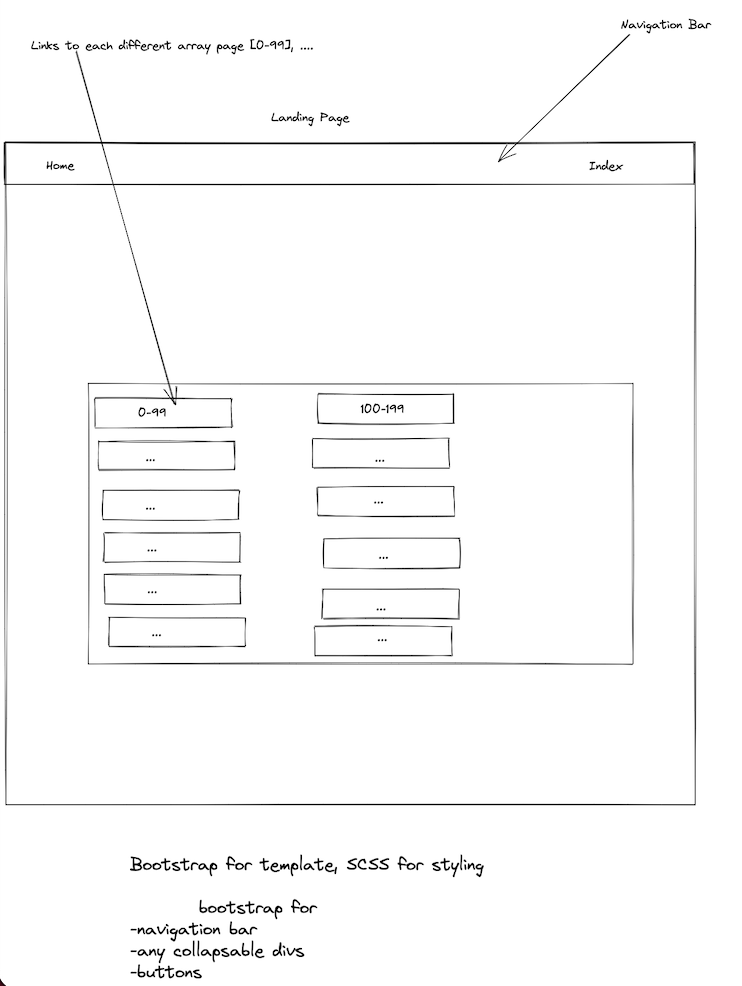 Navigation Bar
Links to each different array page [0-99], ....
Landing Page
Home
Index
0-99
100-199
...
...
...
...
...
...
...
...
...
...
Bootstrap for template, SCSS for styling
bootstrap for
-navigation bar
-any collapsable divs
-buttons